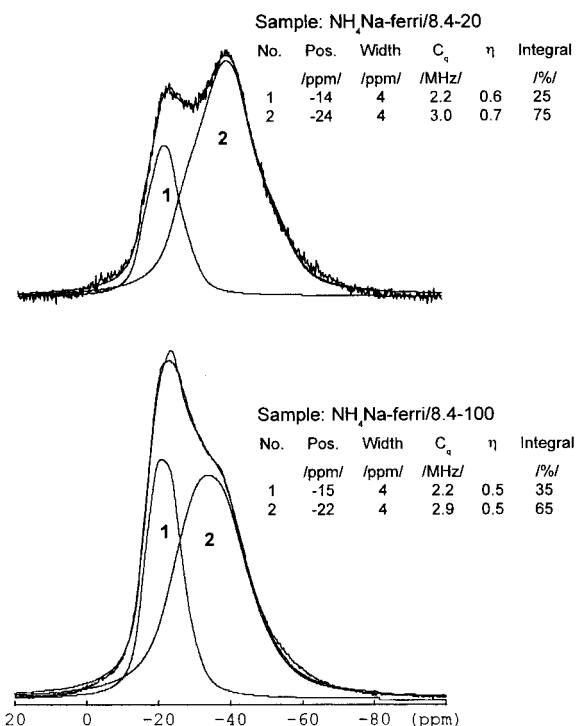 Sample: NH₄Na-ferri/8.4-20
No. Pos. Width Cq η Integral
/ppm/ /ppm/ /MHz/ /%/
1 -14 4 2.2 0.6 25
2 -24 4 3.0 0.7 75
2
1
Sample: NH₄Na-ferri/8.4-100
No. Pos. Width Cq η Integral
/ppm/ /ppm/ /MHz/ /%/
1 -15 4 2.2 0.5 35
2 -22 4 2.9 0.5 65
1 2
20 0 -20 -40 -60 -80 (ppm)